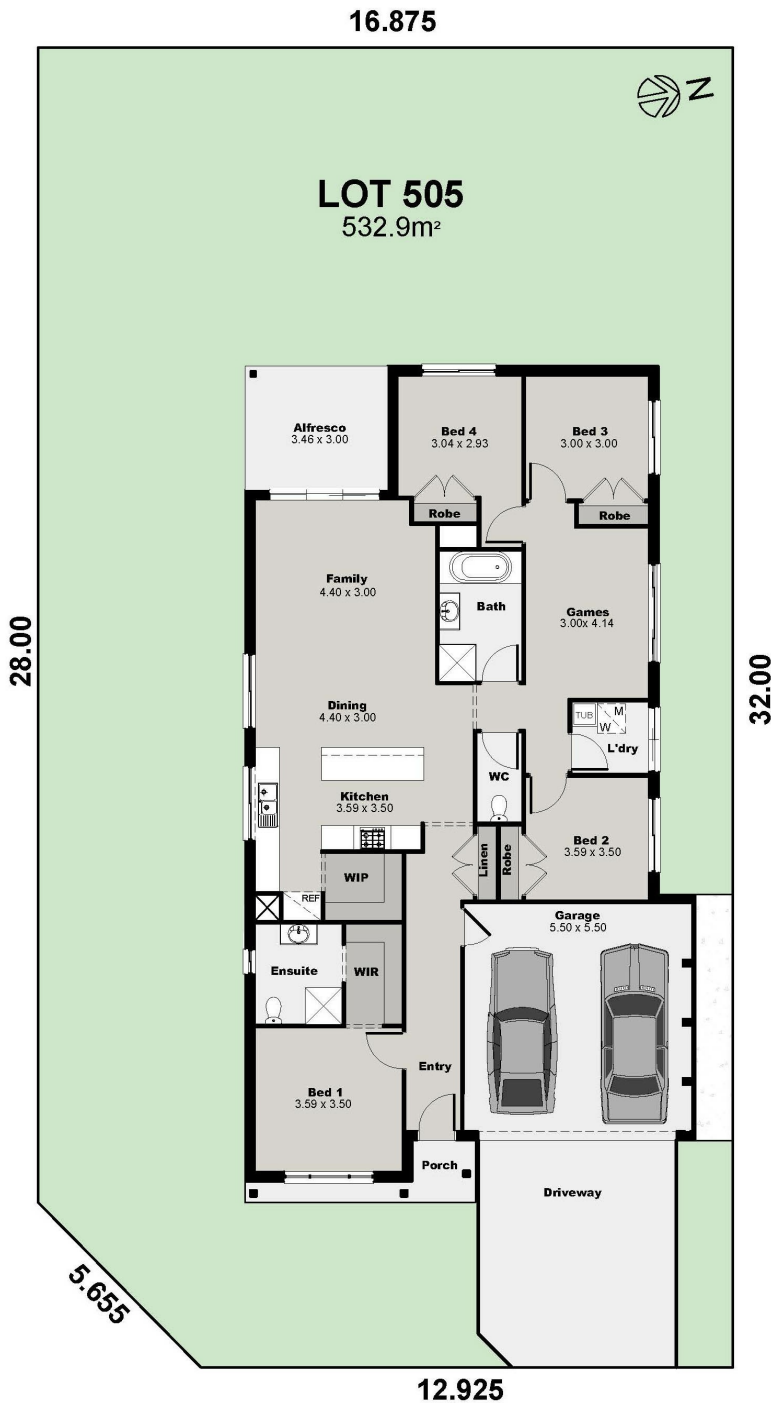 16.875
N
LOT 505
532.9m²
Alfresco
3.46 x 3.00
Bed 4
3.04 x 2.93
Bed 3
3.00 x 3.00
Robe
Robe
Family
4.40 x 3.00
Bath
Games
3.00x 4.14
28.00
32.00
Dining
4.40 x 3.00
TUB
M
W
L'dry
WC
Kitchen
3.59 x 3.50
Bed 2
3.59 x 3.50
Linen
Robe
WIP
REF
Garage
5.50 x 5.50
Ensuite
WIR
Entry
Bed 1
3.59 x 3.50
Porch
Driveway
5.655
12.925